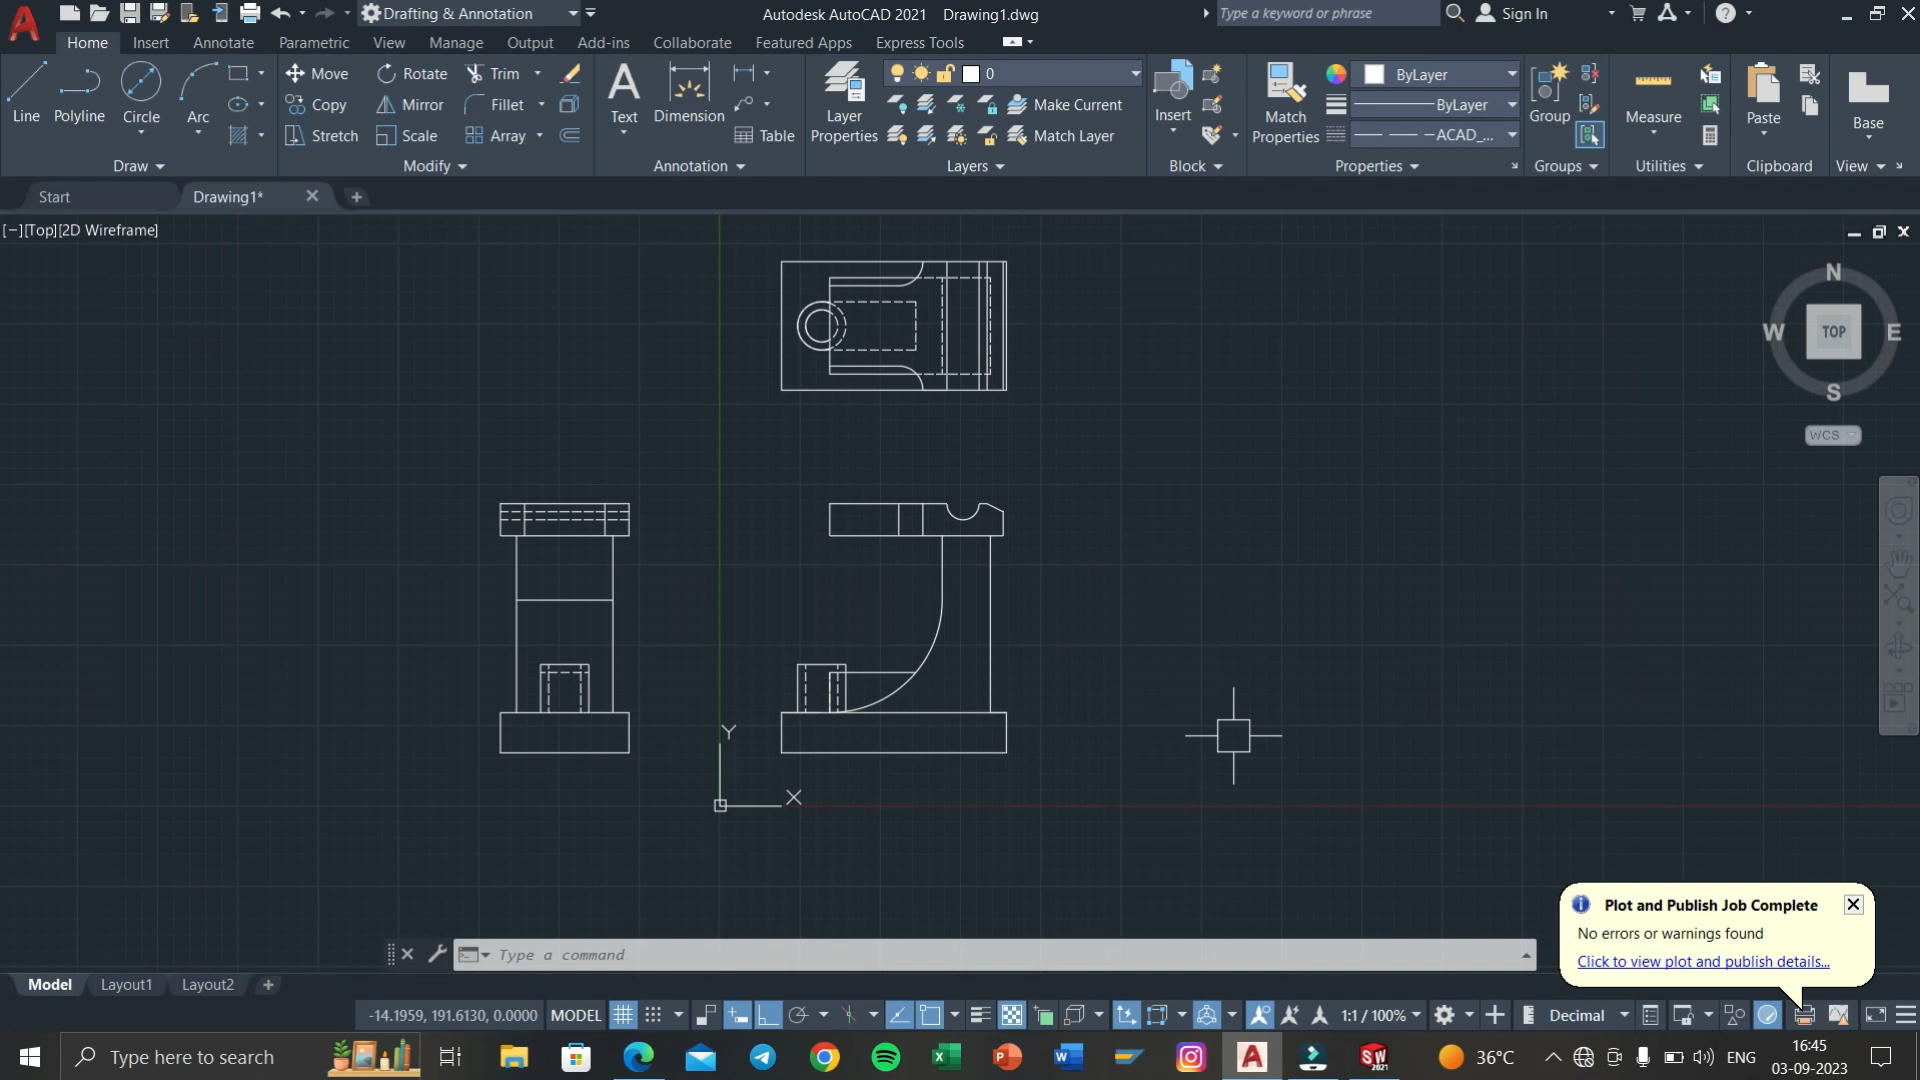 Drafting & Annotation
Autodesk AutoCAD 2021 Drawing1.dwg
Type a keyword or phrase
Sign In
Home Insert Annotate Parametric View Manage Output Add-ins Collaborate Featured Apps Express Tools
Line Polyline Circle Arc
Move Rotate Trim
Copy Mirror Fillet
Stretch Scale Array
Text Dimension Table
Layer Properties
0
Make Current
Match Layer
Insert
Match Properties
ByLayer
ByLayer
ACAD_...
Group
Measure
Paste
Base
Draw Modify Annotation Layers Block Properties Groups Utilities Clipboard View
Start Drawing1*
[−][Top][2D Wireframe]
N
W TOP E
S
WCS
Y
X
Plot and Publish Job Complete
No errors or warnings found
Click to view plot and publish details...
Type a command
Model Layout1 Layout2
-14.1959, 191.6130, 0.0000 MODEL 1:1 / 100% Decimal
Type here to search
36°C ENG
16:45
03-09-2023